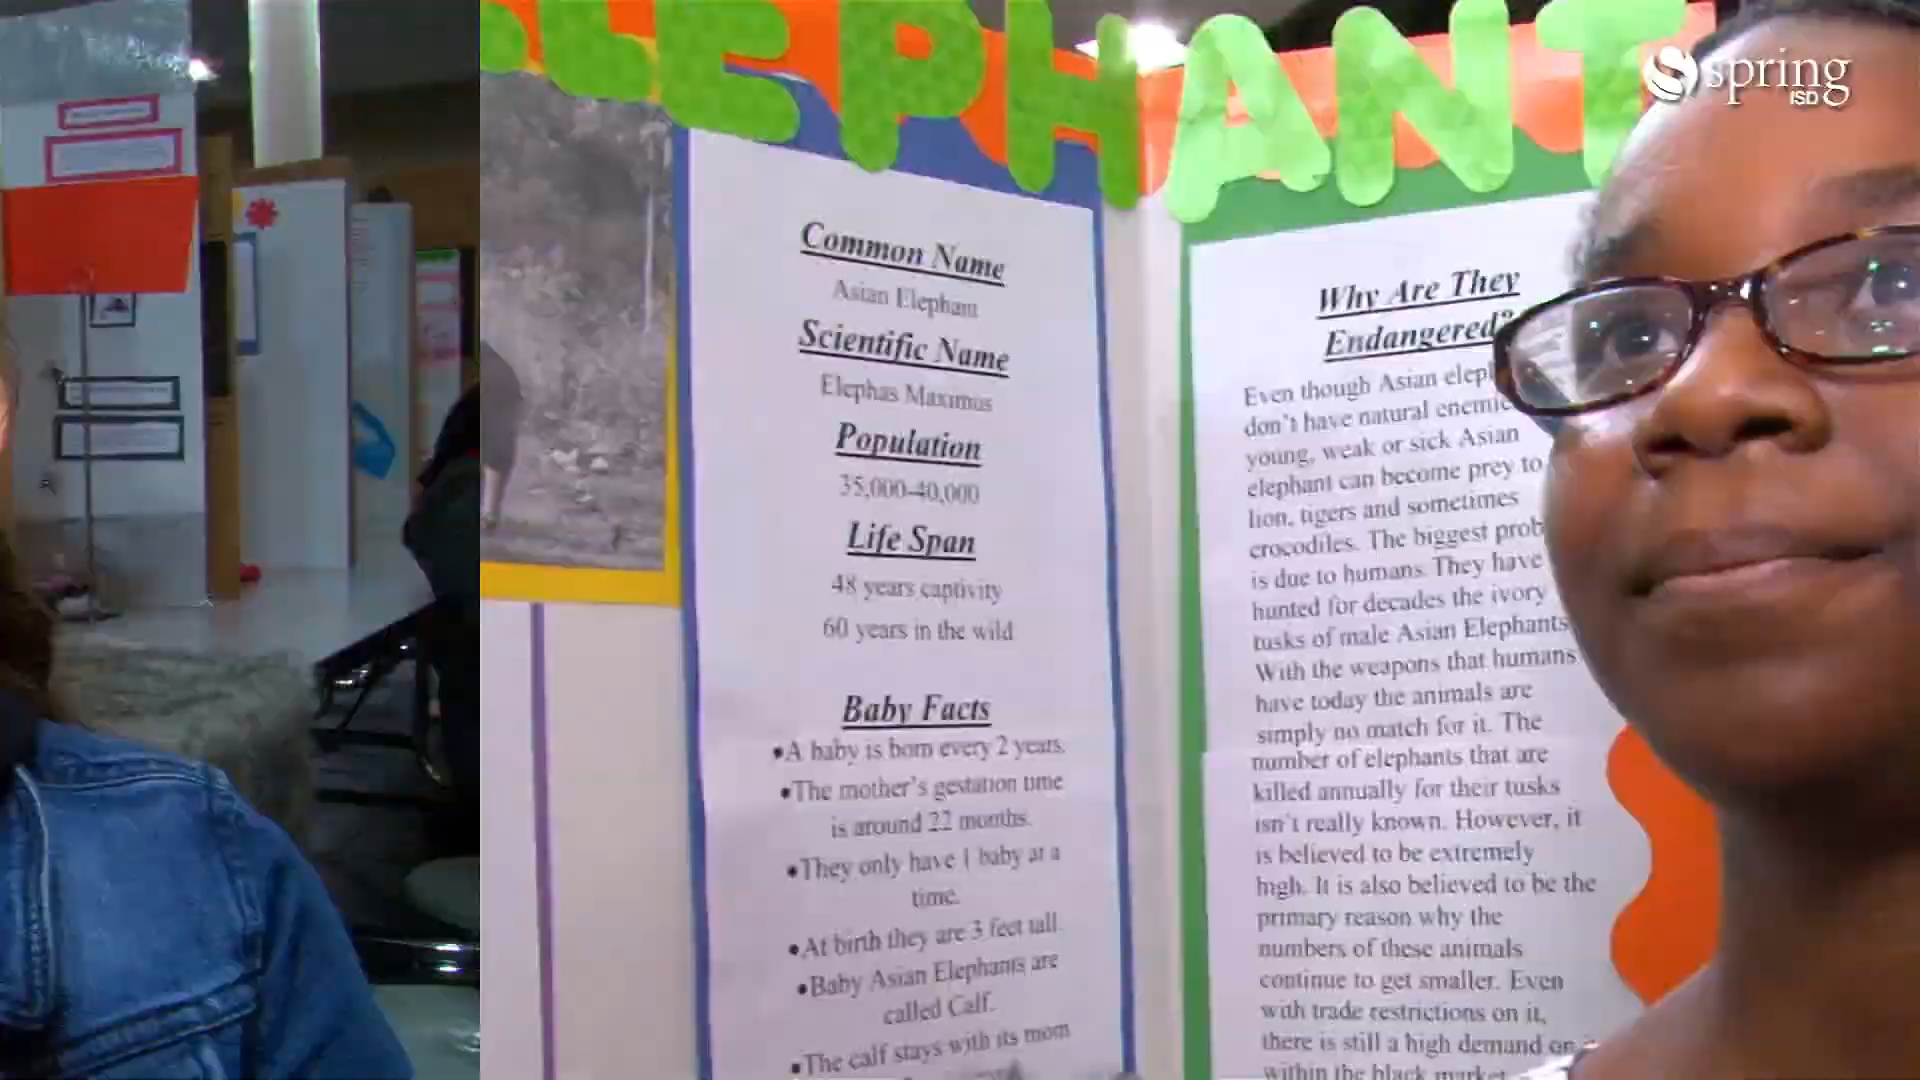 ELEPHANT
spring
ISD
Common Name
Asian Elephant
Scientific Name
Elephas Maximus
Population
35,000-40,000
Life Span
48 years captivity
60 years in the wild
Baby Facts
•A baby is born every 2 years.
•The mother's gestation time
is around 22 months.
•They only have 1 baby at a
time.
•At birth they are 3 feet tall.
•Baby Asian Elephants are
called Calf.
•The calf stays with its mom
Why Are They
Endangered?
Even though Asian
don't have natural
young, weak or sick Asian
elephant can become prey to
lion, tigers and sometimes
crocodiles. The biggest
is due to humans. They have
hunted for decades the ivory
tusks of male Asian Elephants
With the weapons that humans
have today the animals are
simply no match for it. The
number of elephants that are
killed annually for their tusks
isn't really known. However, it
is believed to be extremely
high. It is also believed to be the
primary reason why the
numbers of these animals
continue to get smaller. Even
with trade restrictions on it,
there is still a high demand on
within the black market